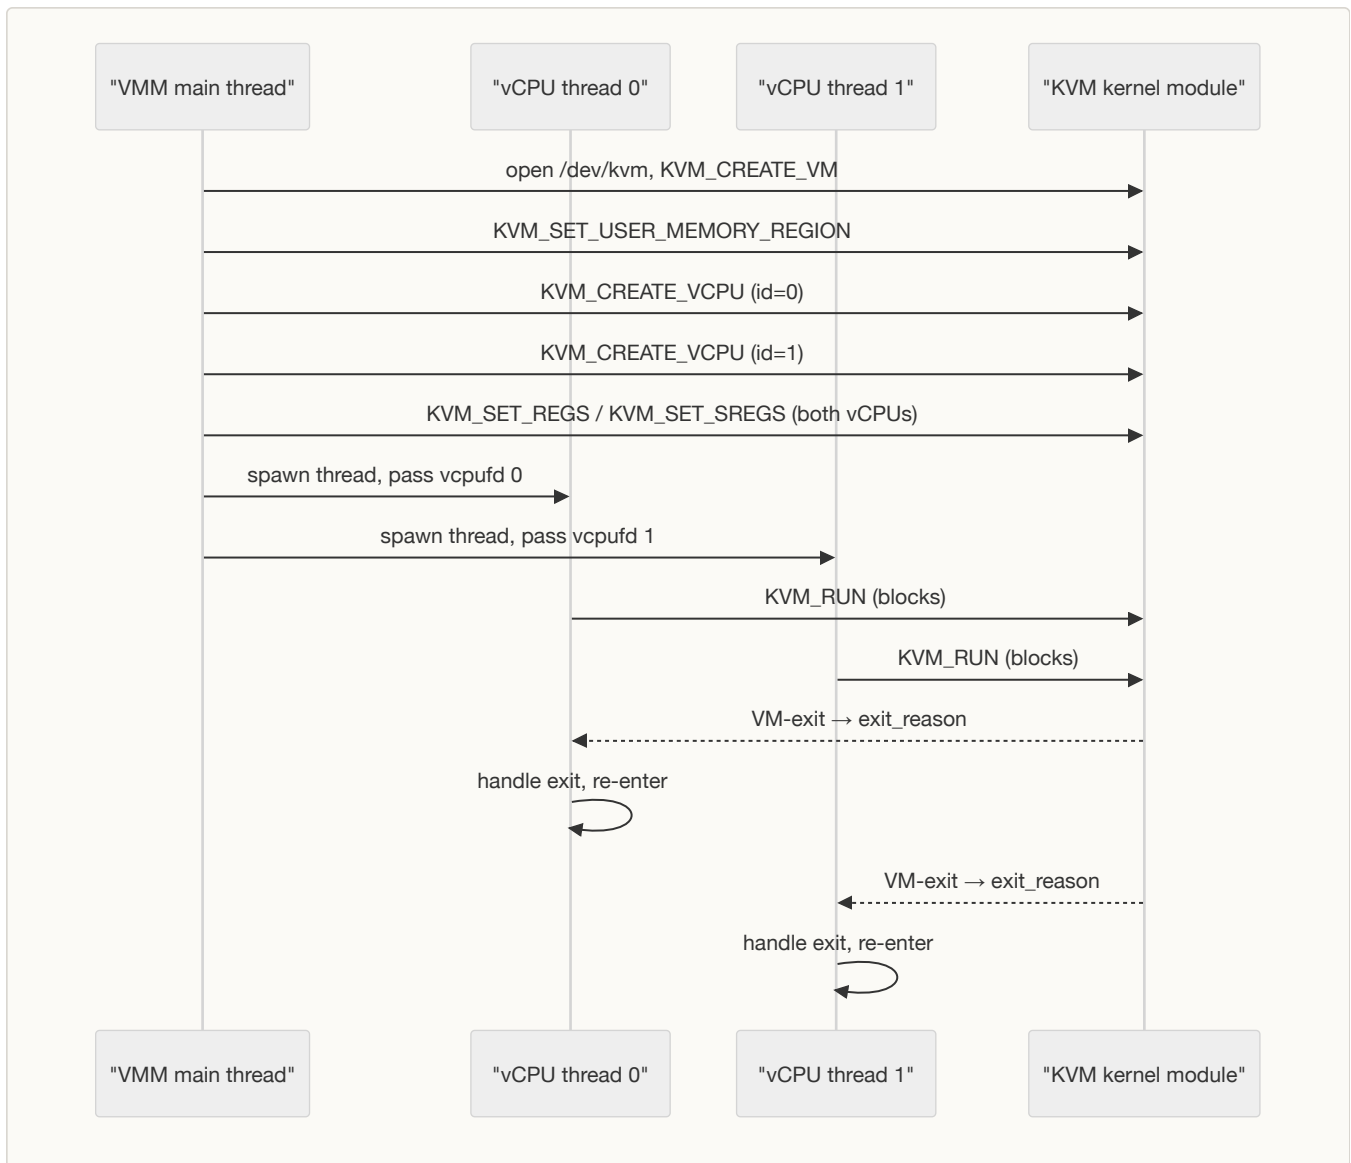 "VMM main thread"
"vCPU thread 0"
"vCPU thread 1"
"KVM kernel module"
open /dev/kvm, KVM_CREATE_VM
KVM_SET_USER_MEMORY_REGION
KVM_CREATE_VCPU (id=0)
KVM_CREATE_VCPU (id=1)
KVM_SET_REGS / KVM_SET_SREGS (both vCPUs)
spawn thread, pass vcpufd 0
spawn thread, pass vcpufd 1
KVM_RUN (blocks)
KVM_RUN (blocks)
VM-exit → exit_reason
handle exit, re-enter
VM-exit → exit_reason
handle exit, re-enter
"VMM main thread"
"vCPU thread 0"
"vCPU thread 1"
"KVM kernel module"